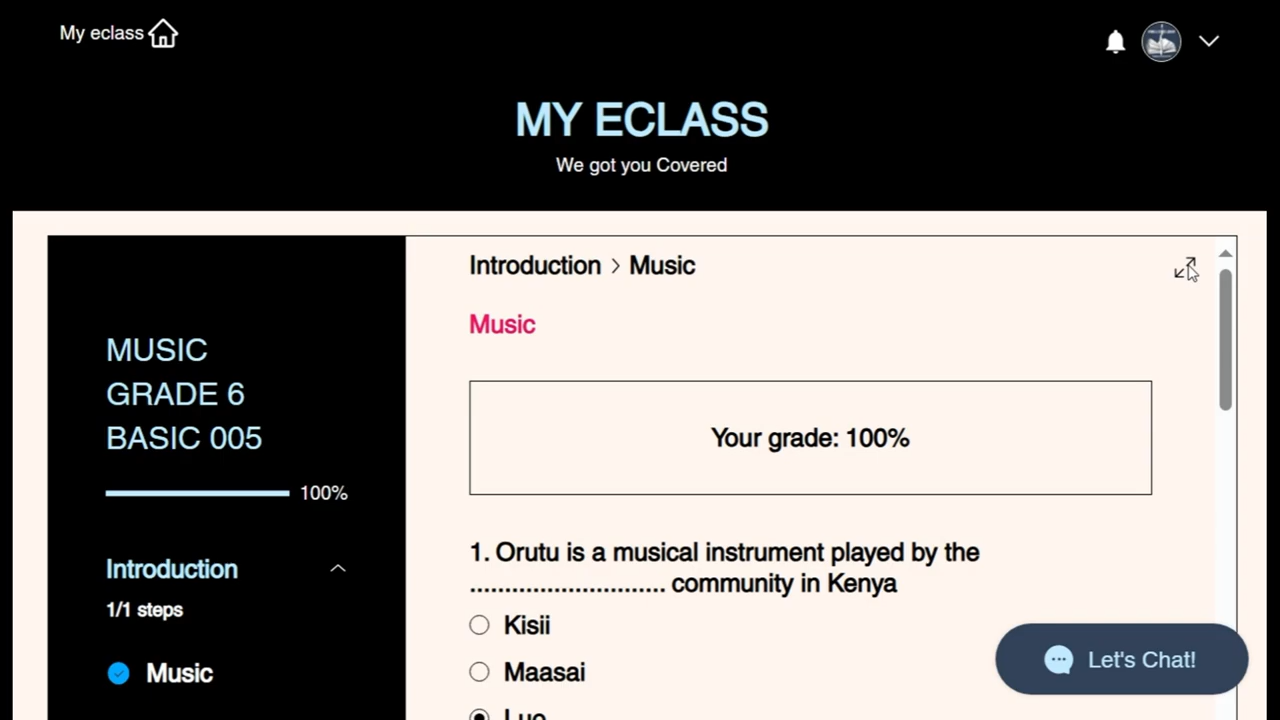 My eclass
MY ECLASS
We got you Covered
MUSIC
GRADE 6
BASIC 005
100%
Introduction
1/1 steps
Music
Introduction > Music
Music
Your grade: 100%
1. Orutu is a musical instrument played by the
............................ community in Kenya
Kisii
Maasai
Luo
Let's Chat!